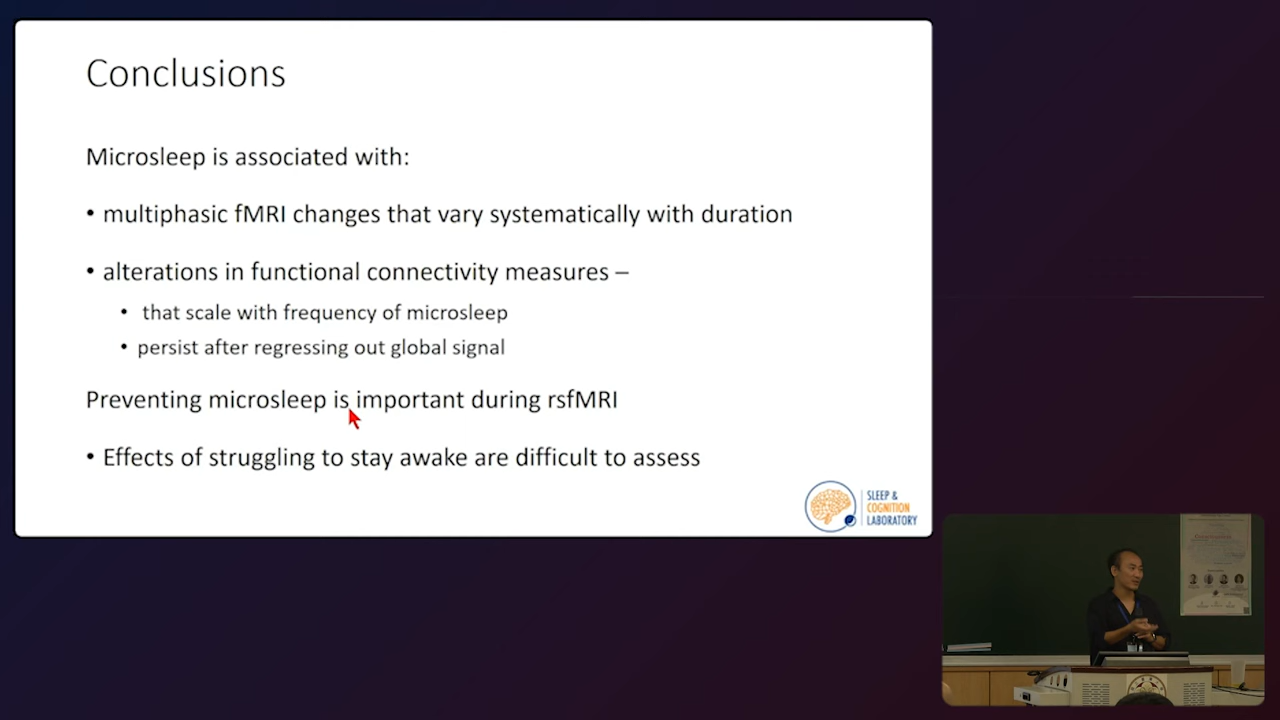 Conclusions
Microsleep is associated with:
• multiphasic fMRI changes that vary systematically with duration
• alterations in functional connectivity measures –
• that scale with frequency of microsleep
• persist after regressing out global signal
Preventing microsleep is important during rsfMRI
• Effects of struggling to stay awake are difficult to assess
SLEEP &
COGNITION
LABORATORY